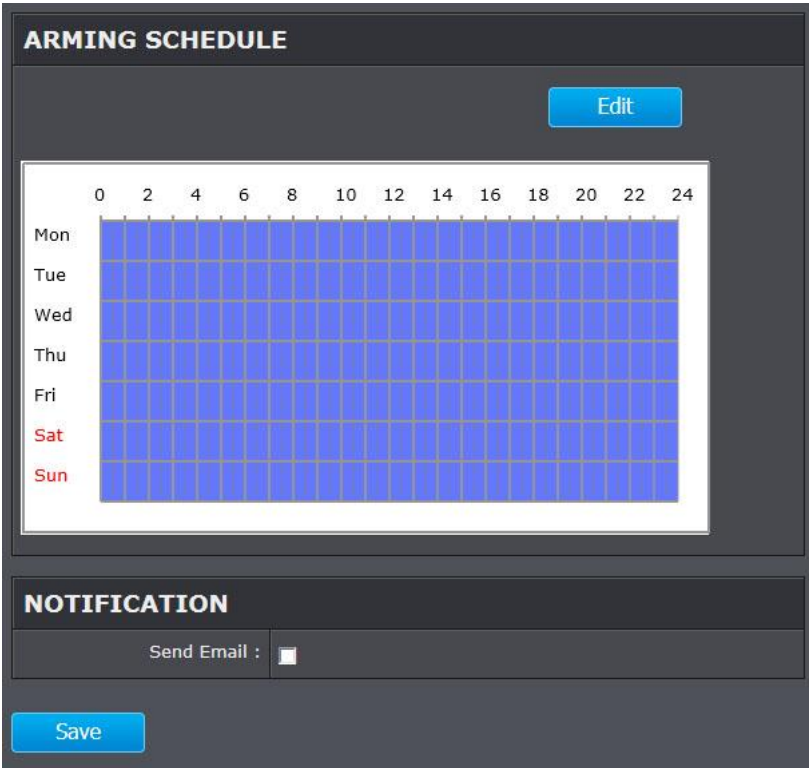 ARMING SCHEDULE
Edit
0 2 4 6 8 10 12 14 16 18 20 22 24
Mon
Tue
Wed
Thu
Fri
Sat
Sun
NOTIFICATION
Send Email :
Save